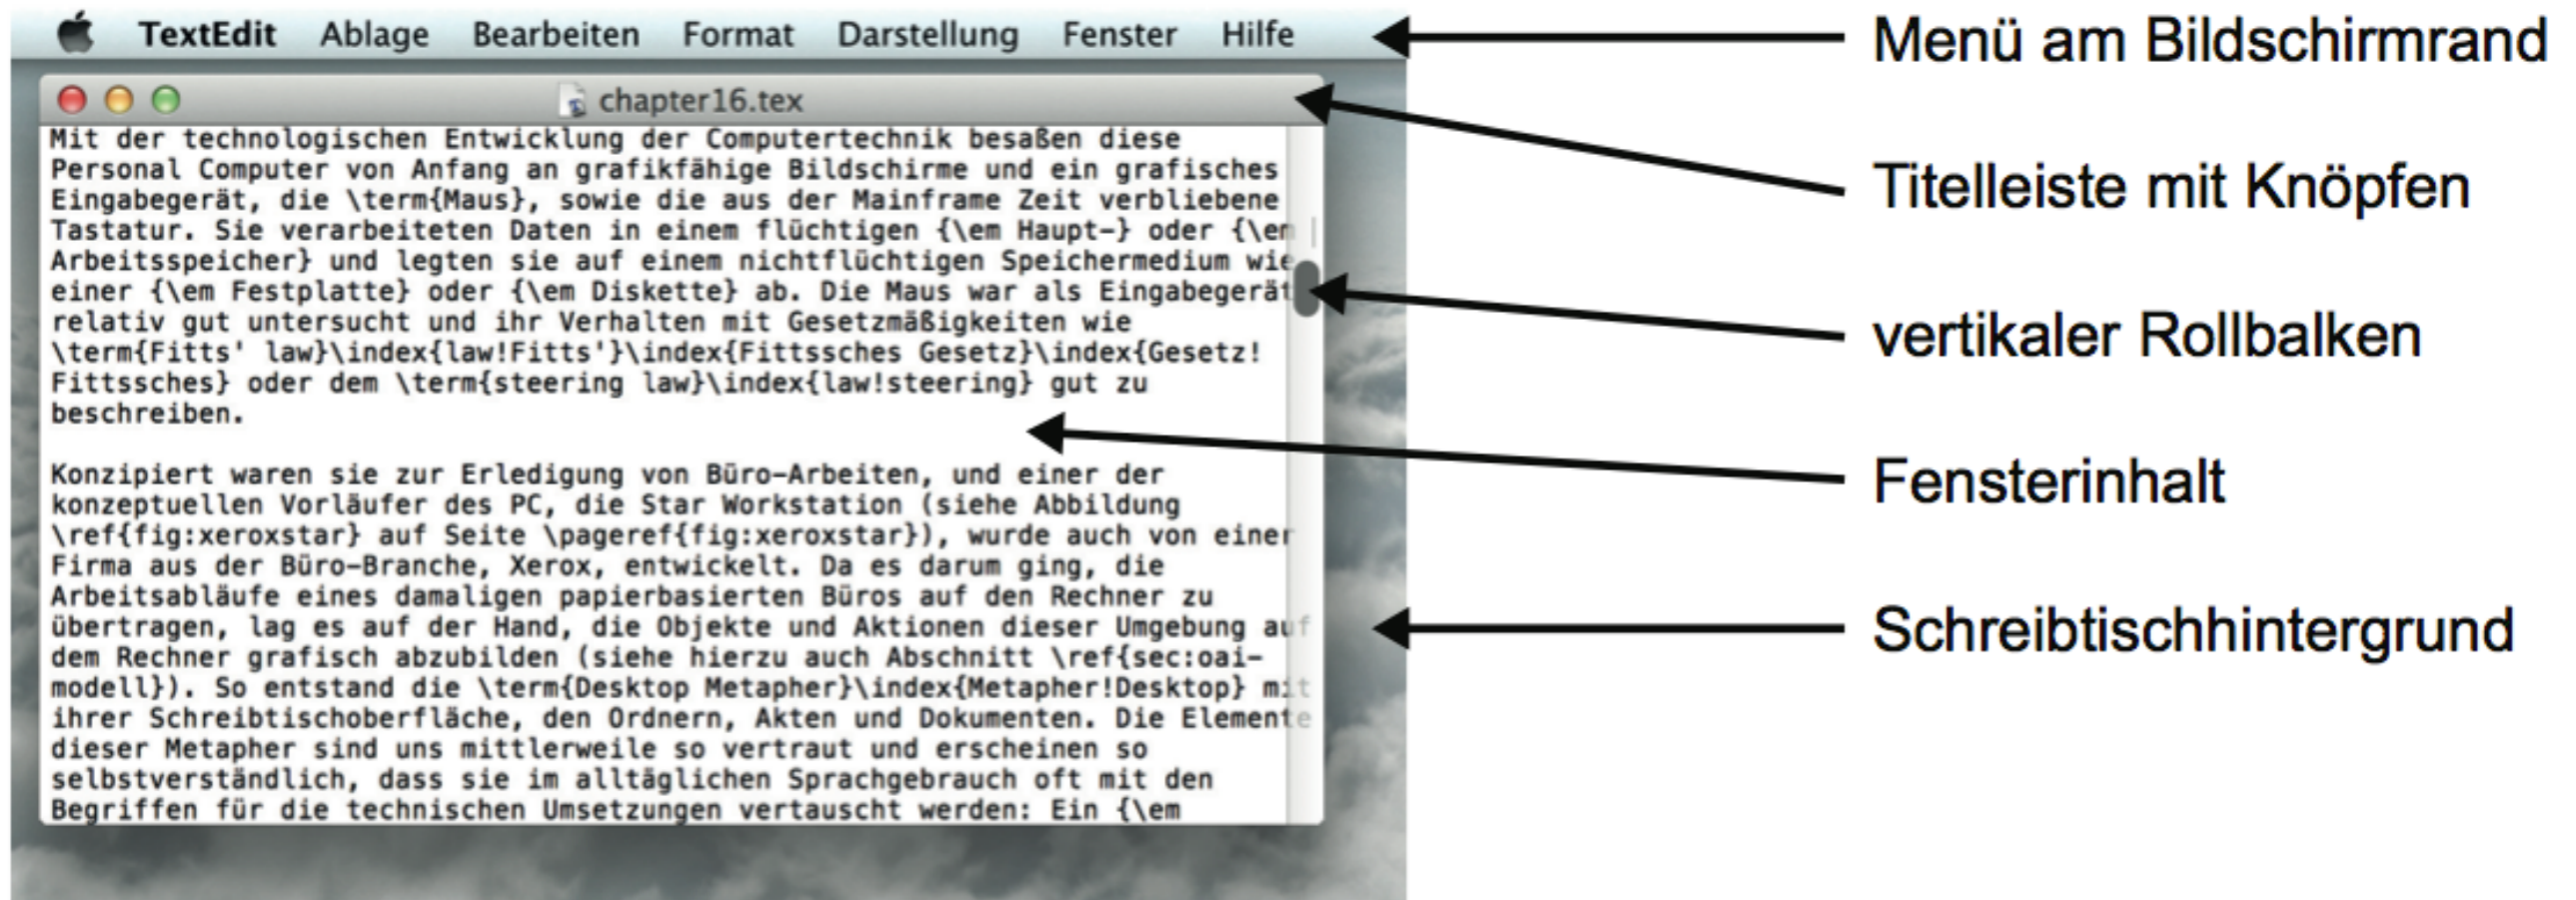 TextEdit Ablage Bearbeiten Format Darstellung Fenster Hilfe
chapter16.tex
Mit der technologischen Entwicklung der Computertechnik besaßen diese
Personal Computer von Anfang an grafikfähige Bildschirme und ein grafisches
Eingabegerät, die \term{Maus}, sowie die aus der Mainframe Zeit verbliebene
Tastatur. Sie verarbeiteten Daten in einem flüchtigen {\em Haupt-} oder {\em
Arbeitsspeicher} und legten sie auf einem nichtflüchtigen Speichermedium wie
einer {\em Festplatte} oder {\em Diskette} ab. Die Maus war als Eingabegerät
relativ gut untersucht und ihr Verhalten mit Gesetzmäßigkeiten wie
\term{Fitts' law}\index{law!Fitts'}\index{Fittssches Gesetz}\index{Gesetz!
Fittssches} oder dem \term{steering law}\index{law!steering} gut zu
beschreiben.
Konzipiert waren sie zur Erledigung von Büro-Arbeiten, und einer der
konzeptuellen Vorläufer des PC, die Star Workstation (siehe Abbildung
\ref{fig:xeroxstar} auf Seite \pageref{fig:xeroxstar}), wurde auch von einer
Firma aus der Büro-Branche, Xerox, entwickelt. Da es darum ging, die
Arbeitsabläufe eines damaligen papierbasierten Büros auf den Rechner zu
übertragen, lag es auf der Hand, die Objekte und Aktionen dieser Umgebung auf
dem Rechner grafisch abzubilden (siehe hierzu auch Abschnitt \ref{sec:oai-
modell}). So entstand die \term{Desktop Metapher}\index{Metapher!Desktop} mit
ihrer Schreibtischoberfläche, den Ordnern, Akten und Dokumenten. Die Elemente
dieser Metapher sind uns mittlerweile so vertraut und erscheinen so
selbstverständlich, dass sie im alltäglichen Sprachgebrauch oft mit den
Begriffen für die technischen Umsetzungen vertauscht werden: Ein {\em
Menü am Bildschirmrand
Titelleiste mit Knöpfen
vertikaler Rollbalken
Fensterinhalt
Schreibtischhintergrund